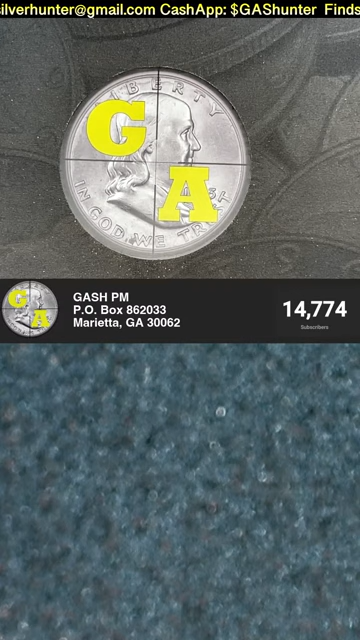 silverhunter@gmail.com CashApp: $GAShunter Finds
LIBERTY
G
A
IN GOD WE TRUST
GASH PM
P.O. Box 862033
Marietta, GA 30062
14,774
Subscribers